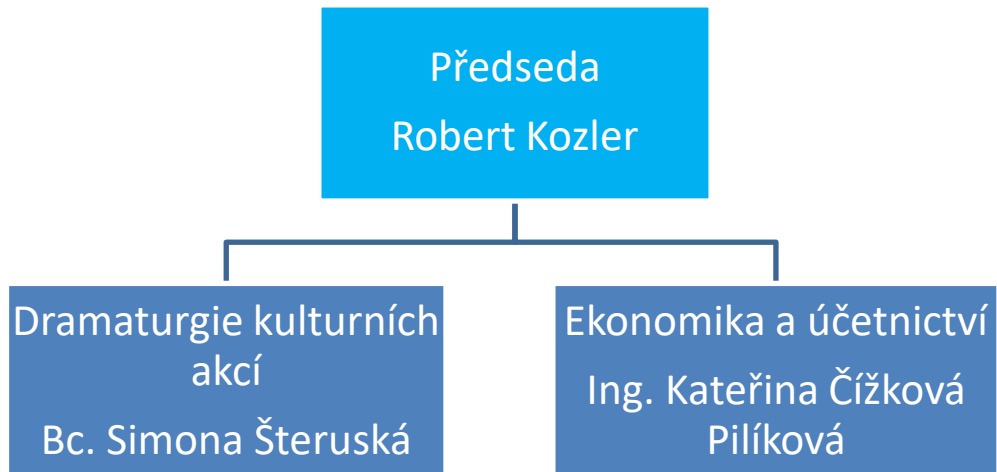 Předseda
Robert Kozler
Dramaturgie kulturních
akcí
Bc. Simona Šteruská
Ekonomika a účetnictví
Ing. Kateřina Čížková
Pilíková